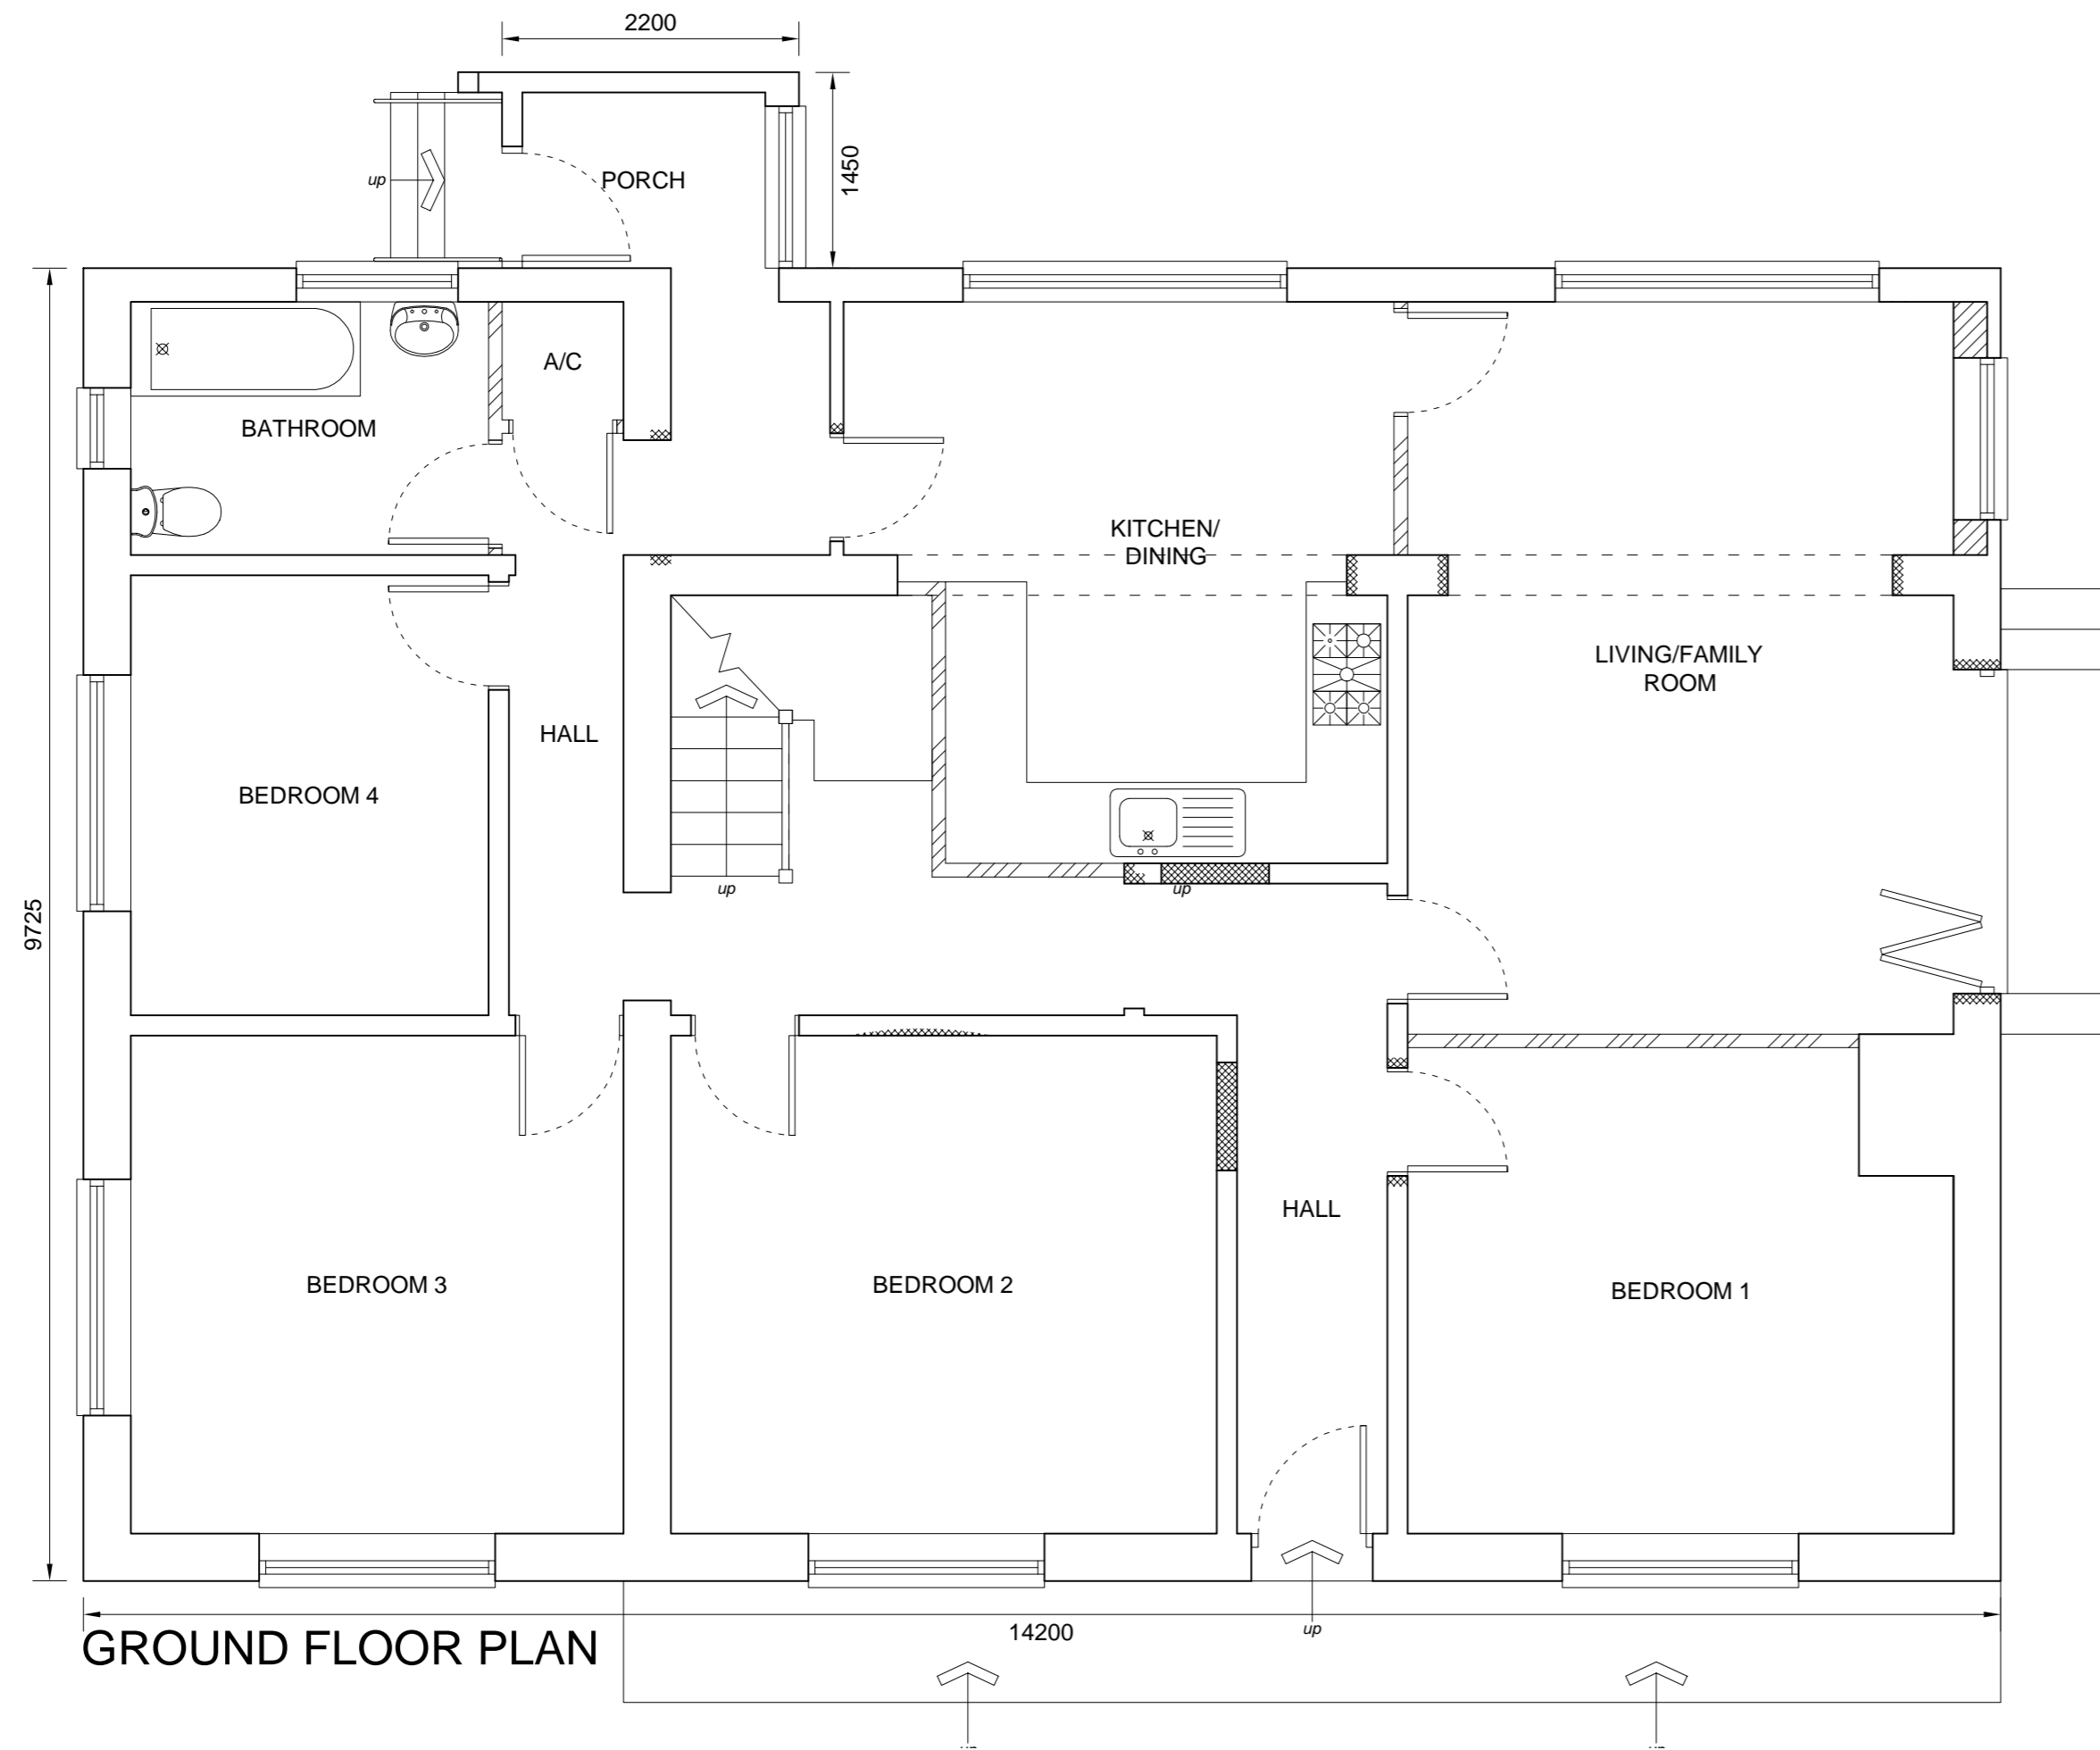 2200
1450
up
PORCH
A/C
BATHROOM
KITCHEN/
DINING
LIVING/FAMILY
ROOM
HALL
BEDROOM 4
up
up
9725
HALL
BEDROOM 3
BEDROOM 2
BEDROOM 1
14200
up
GROUND FLOOR PLAN